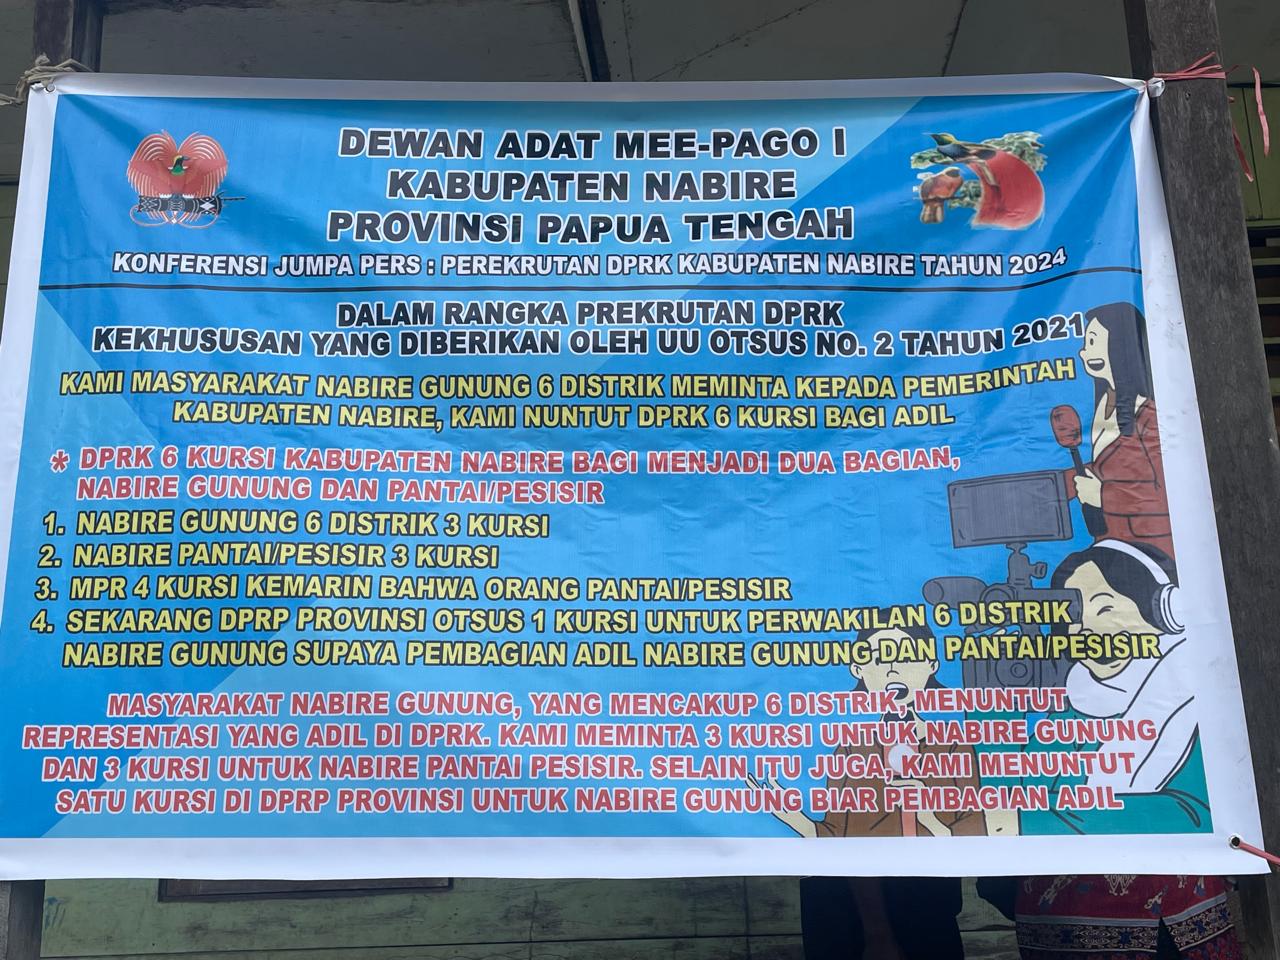 DEWAN ADAT MEE-PAGO I
KABUPATEN NABIRE
PROVINSI PAPUA TENGAH
KONFERENSI JUMPA PERS : PEREKRUTAN DPRK KABUPATEN NABIRE TAHUN 2024
DALAM RANGKA PREKRUTAN DPRK
KEKHUSUSAN YANG DIBERIKAN OLEH UU OTSUS NO. 2 TAHUN 2021
KAMI MASYARAKAT NABIRE GUNUNG 6 DISTRIK MEMINTA KEPADA PEMERINTAH
KABUPATEN NABIRE, KAMI NUNTUT DPRK 6 KURSI BAGI ADIL
* DPRK 6 KURSI KABUPATEN NABIRE BAGI MENJADI DUA BAGIAN,
NABIRE GUNUNG DAN PANTAI/PESISIR
1. NABIRE GUNUNG 6 DISTRIK 3 KURSI
2. NABIRE PANTAI/PESISIR 3 KURSI
3. MPR 4 KURSI KEMARIN BAHWA ORANG PANTAI/PESISIR
4. SEKARANG DPRP PROVINSI OTSUS 1 KURSI UNTUK PERWAKILAN 6 DISTRIK
NABIRE GUNUNG SUPAYA PEMBAGIAN ADIL NABIRE GUNUNG DAN PANTAI/PESISIR
MASYARAKAT NABIRE GUNUNG, YANG MENCAKUP 6 DISTRIK, MENUNTUT
REPRESENTASI YANG ADIL DI DPRK. KAMI MEMINTA 3 KURSI UNTUK NABIRE GUNUNG
DAN 3 KURSI UNTUK NABIRE PANTAI PESISIR. SELAIN ITU JUGA, KAMI MENUNTUT
SATU KURSI DI DPRP PROVINSI UNTUK NABIRE GUNUNG BIAR PEMBAGIAN ADIL